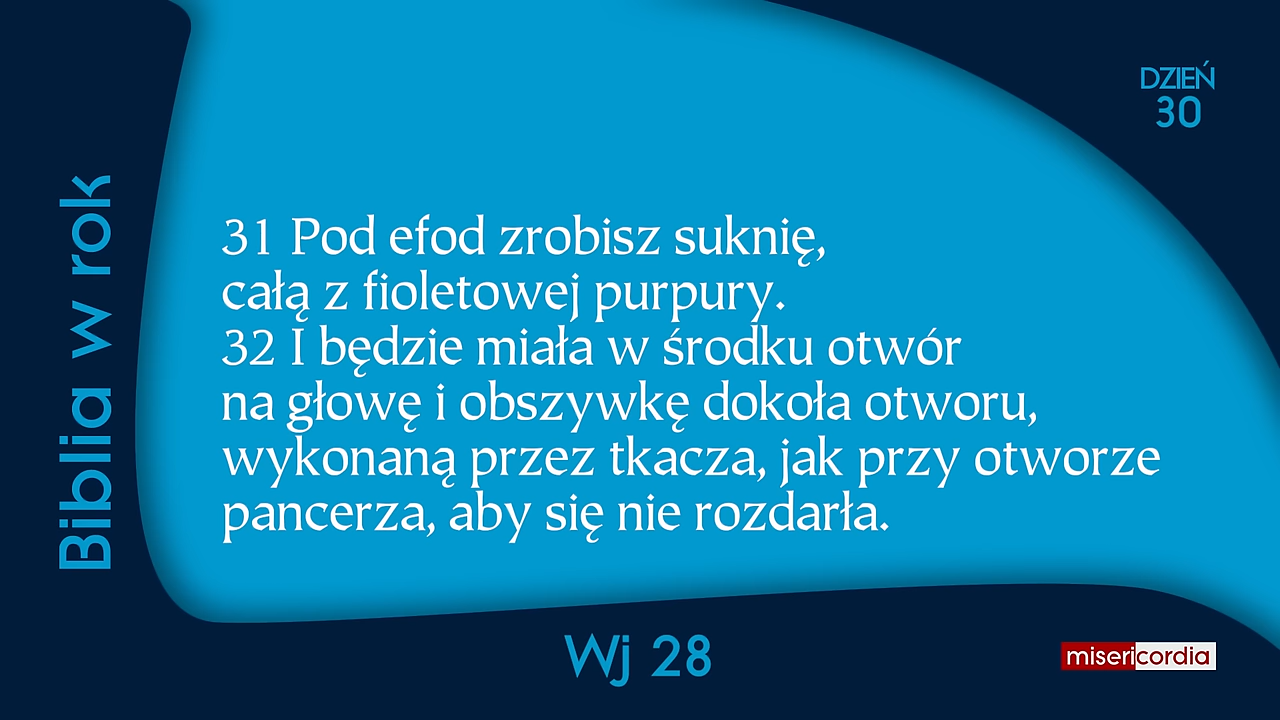 DZIEŃ
30
Biblia w rok
31 Pod efod zrobisz suknię,
całą z fioletowej purpury.
32 I będzie miała w środku otwór
na głowę i obszywkę dokoła otworu,
wykonaną przez tkacza, jak przy otworze
pancerza, aby się nie rozdarła.
Wj 28
misericordia